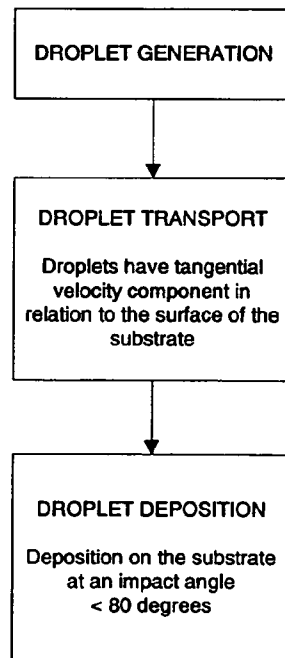 DROPLET GENERATION
DROPLET TRANSPORT
Droplets have tangential
velocity component in
relation to the surface of the
substrate
DROPLET DEPOSITION
Deposition on the substrate
at an impact angle
< 80 degrees